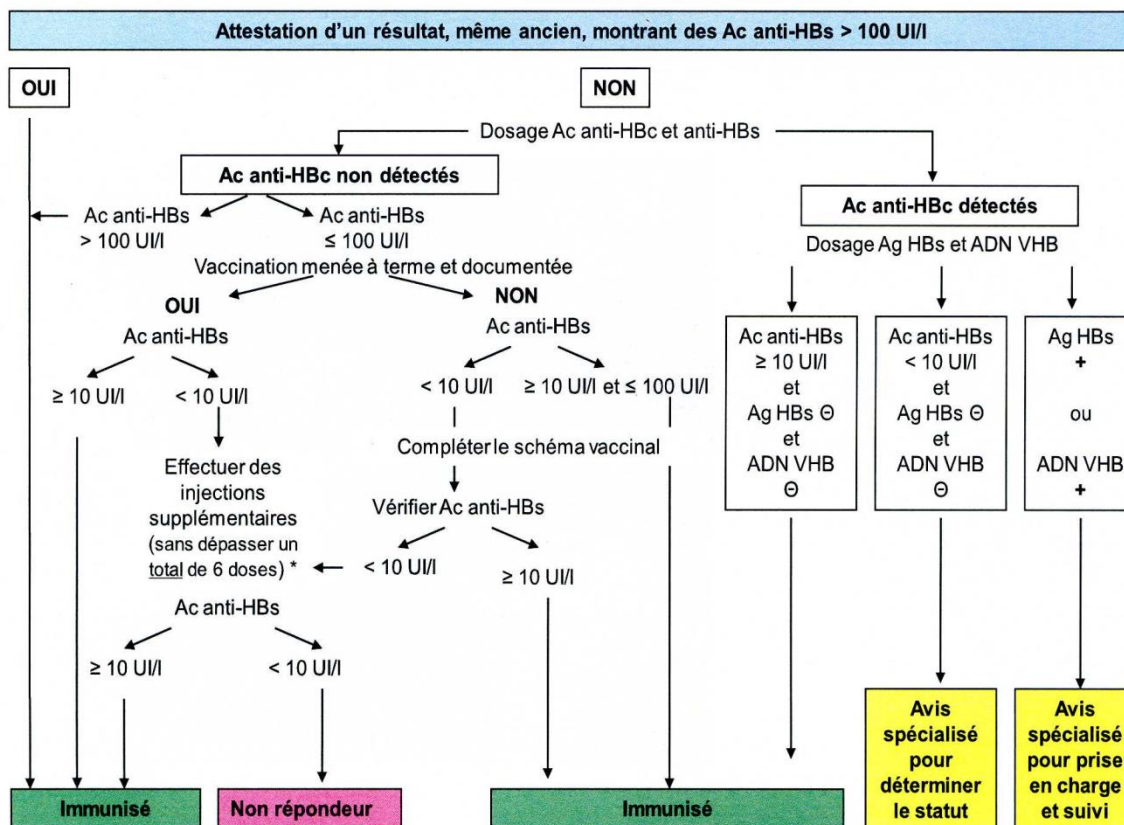 Attestation d'un résultat, même ancien, montrant des Ac anti-HBs > 100 UI/l
OUI
NON
Dosage Ac anti-HBc et anti-HBs
Ac anti-HBc non détectés
Ac anti-HBs
> 100 UI/l
Ac anti-HBs
≤ 100 UI/l
Vaccination menée à terme et documentée
OUI
Ac anti-HBs
≥ 10 UI/l
< 10 UI/l
Effectuer des
injections
supplémentaires
(sans dépasser un
total de 6 doses) *
Ac anti-HBs
≥ 10 UI/l
< 10 UI/l
NON
Ac anti-HBs
< 10 UI/l
≥ 10 UI/l et ≤ 100 UI/l
Compléter le schéma vaccinal
Vérifier Ac anti-HBs
< 10 UI/l
≥ 10 UI/l
Ac anti-HBc détectés
Dosage Ag HBs et ADN VHB
Ac anti-HBs
≥ 10 UI/l
et
Ag HBs Θ
et
ADN VHB
Θ
Ac anti-HBs
< 10 UI/l
et
Ag HBs Θ
et
ADN VHB
Θ
Ag HBs
+
ou
ADN VHB
+
Immunisé
Non répondeur
Immunisé
Avis
spécialisé
pour
déterminer
le statut
Avis
spécialisé
pour prise
en charge
et suivi